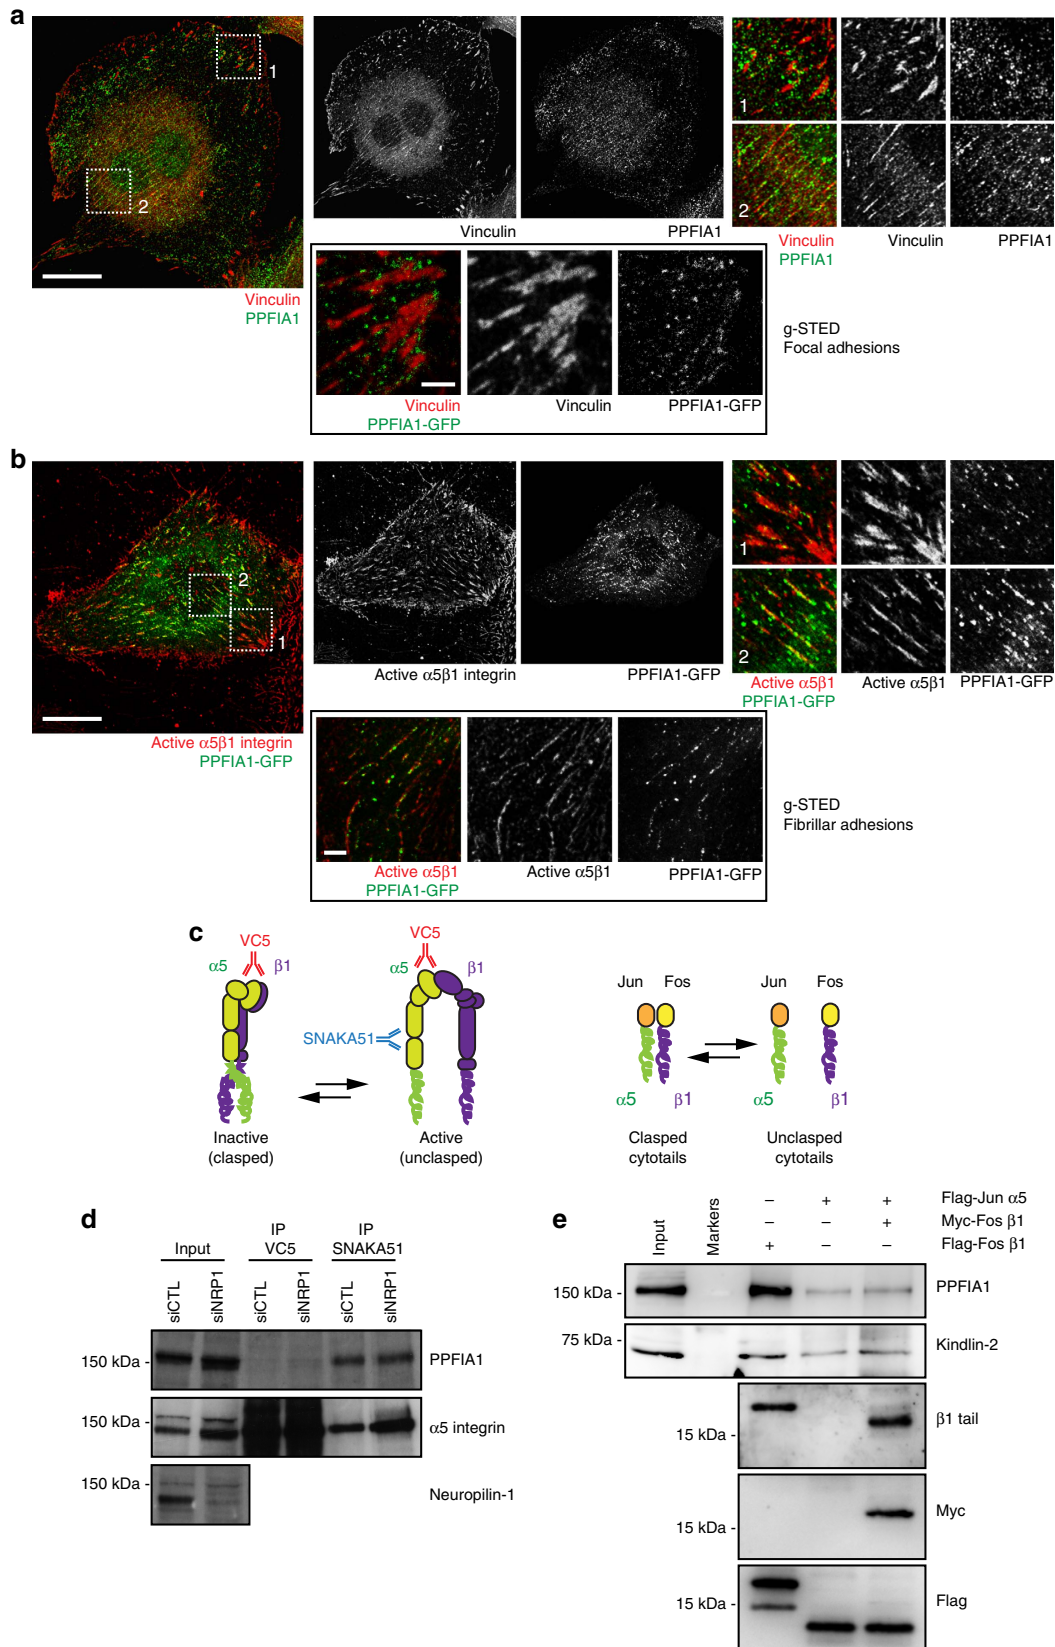 a
1
2
Vinculin
PPFIA1
Vinculin
PPFIA1
1
2
Vinculin
PPFIA1
Vinculin
PPFIA1
Vinculin
PPFIA1-GFP
Vinculin
PPFIA1-GFP
g-STED
Focal adhesions
b
2
1
Active α5β1 integrin
PPFIA1-GFP
Active α5β1 integrin
PPFIA1-GFP
1
2
Active α5β1
PPFIA1-GFP
Active α5β1
PPFIA1-GFP
Active α5β1
PPFIA1-GFP
Active α5β1
PPFIA1-GFP
g-STED
Fibrillar adhesions
c
VC5
α5
β1
Inactive
(clasped)
VC5
α5
β1
SNAKA51
Active
(unclasped)
Jun
Fos
α5
β1
Clasped
cytotails
Jun
Fos
α5
β1
Unclasped
cytotails
d
Input
IP
VC5
IP
SNAKA51
siCTL
siNRP1
siCTL
siNRP1
siCTL
siNRP1
150 kDa -
PPFIA1
150 kDa -
α5 integrin
150 kDa -
Neuropilin-1
e
Input
Markers
– + + Flag-Jun α5
– – + Myc-Fos β1
+ – – Flag-Fos β1
150 kDa -
PPFIA1
75 kDa -
Kindlin-2
15 kDa -
β1 tail
15 kDa -
Myc
15 kDa -
Flag